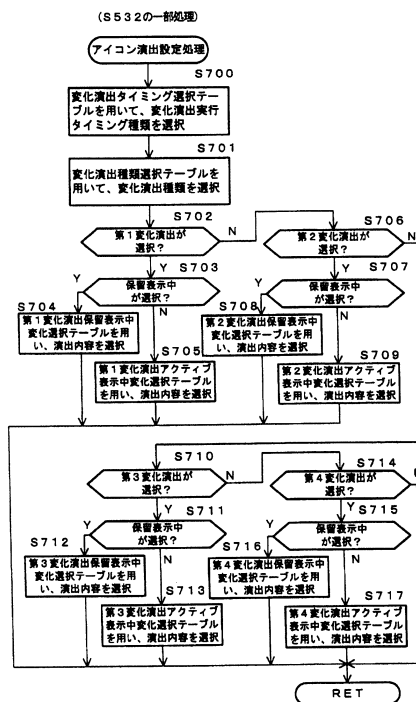 (S532の一部処理)
アイコン演出設定処理
S700
変化演出タイミング選択テー
ブルを用いて、変化演出実行
タイミング種類を選択
S701
変化演出種類選択テーブルを
用いて、変化演出種類を選択
S702
第1変化演出が
選択?
N
Y
S706
第2変化演出が
選択?
N
Y
S703
保留表示中
が選択?
Y
N
S707
保留表示中
が選択?
Y
N
S704
第1変化演出保留表示中
変化選択テーブルを用
い、演出内容を選択
S708
第2変化演出保留表示中
変化選択テーブルを用
い、演出内容を選択
S705
第1変化演出アクティブ
表示中変化選択テーブル
を用い、演出内容を選択
S709
第2変化演出アクティブ
表示中変化選択テーブル
を用い、演出内容を選択
S710
第3変化演出が
選択?
N
Y
S714
第4変化演出が
選択?
Y
S711
保留表示中
が選択?
Y
N
S715
保留表示中
が選択?
Y
N
S712
第3変化演出保留表示中
変化選択テーブルを用
い、演出内容を選択
S716
第4変化演出保留表示中
変化選択テーブルを用
い、演出内容を選択
S713
第3変化演出アクティブ
表示中変化選択テーブル
を用い、演出内容を選択
S717
第4変化演出アクティブ
表示中変化選択テーブル
を用い、演出内容を選択
RET